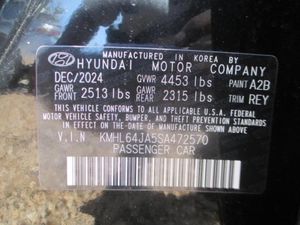 MANUFACTURED IN KOREA BY
HYUNDAI MOTOR COMPANY
DEC/2024 GVWR 4453 lbs PAINT A2B
GAWR FRONT 2513 lbs GAWR REAR 2315 lbs TRIM REY
THIS VEHICLE CONFORMS TO ALL APPLICABLE U.S.A. FEDERAL
MOTOR VEHICLE SAFETY, BUMPER, AND THEFT PREVENTION
STANDARDS IN EFFECT ON THE DATE OF MANUFACTURE SHOWN ABOVE.
V.I.N KMHL64JA5SA472570
PASSENGER CAR